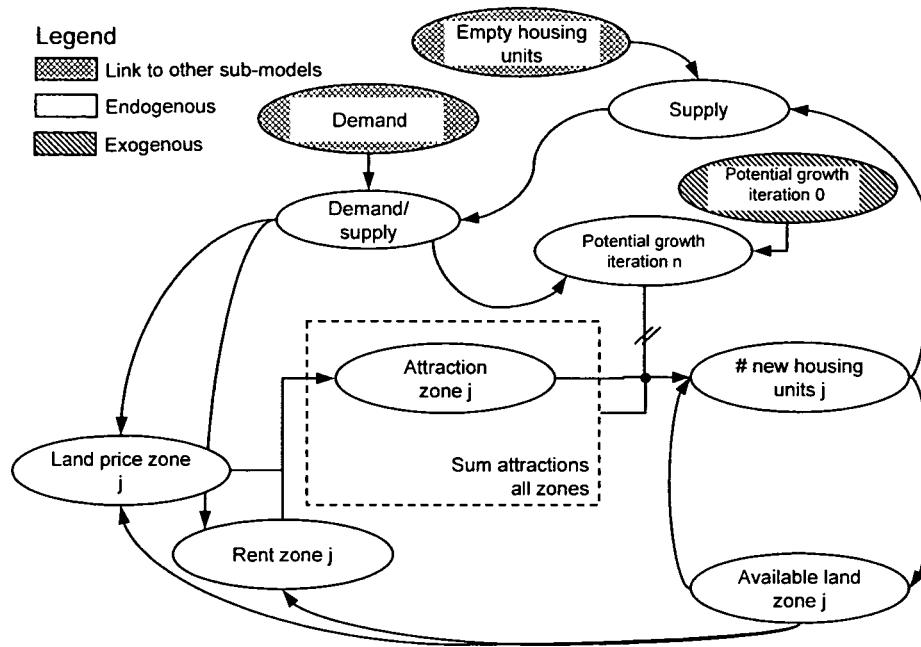 Legend
Link to other sub-models
Endogenous
Exogenous
Empty housing
units
Supply
Demand
Potential growth
iteration 0
Demand/
supply
Potential growth
iteration n
Attraction
zone j
# new housing
units j
Sum attractions
all zones
Land price zone
j
Rent zone j
Available land
zone j